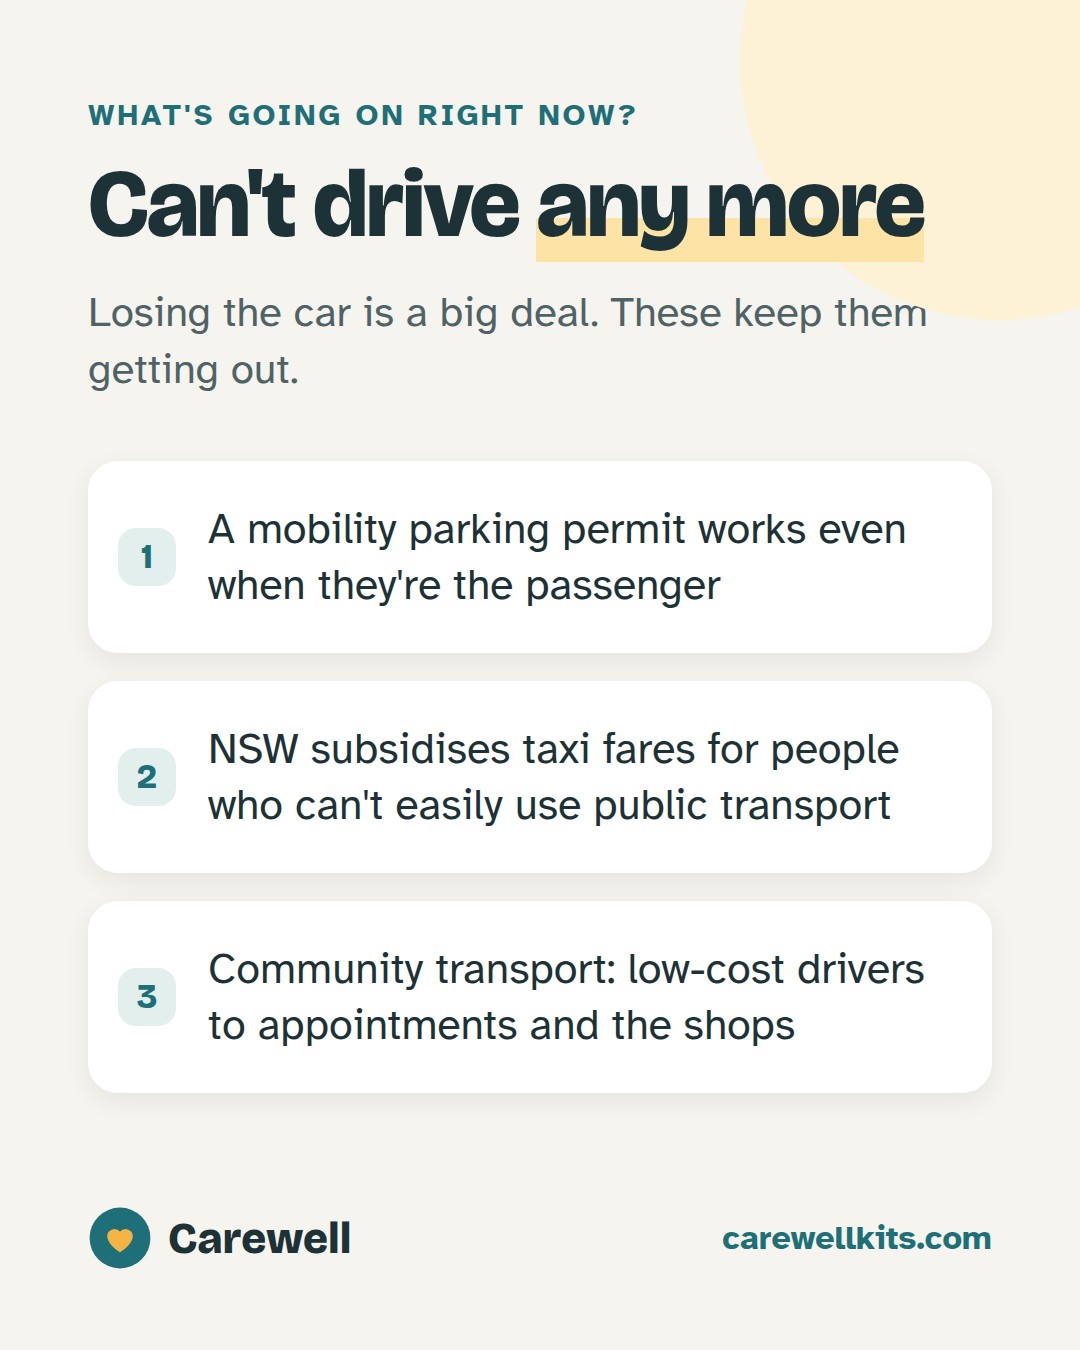 WHAT'S GOING ON RIGHT NOW?
Can't drive any more
Losing the car is a big deal. These keep them
getting out.
1
A mobility parking permit works even
when they're the passenger
2
NSW subsidises taxi fares for people
who can't easily use public transport
3
Community transport: low-cost drivers
to appointments and the shops
Carewell
carewellkits.com